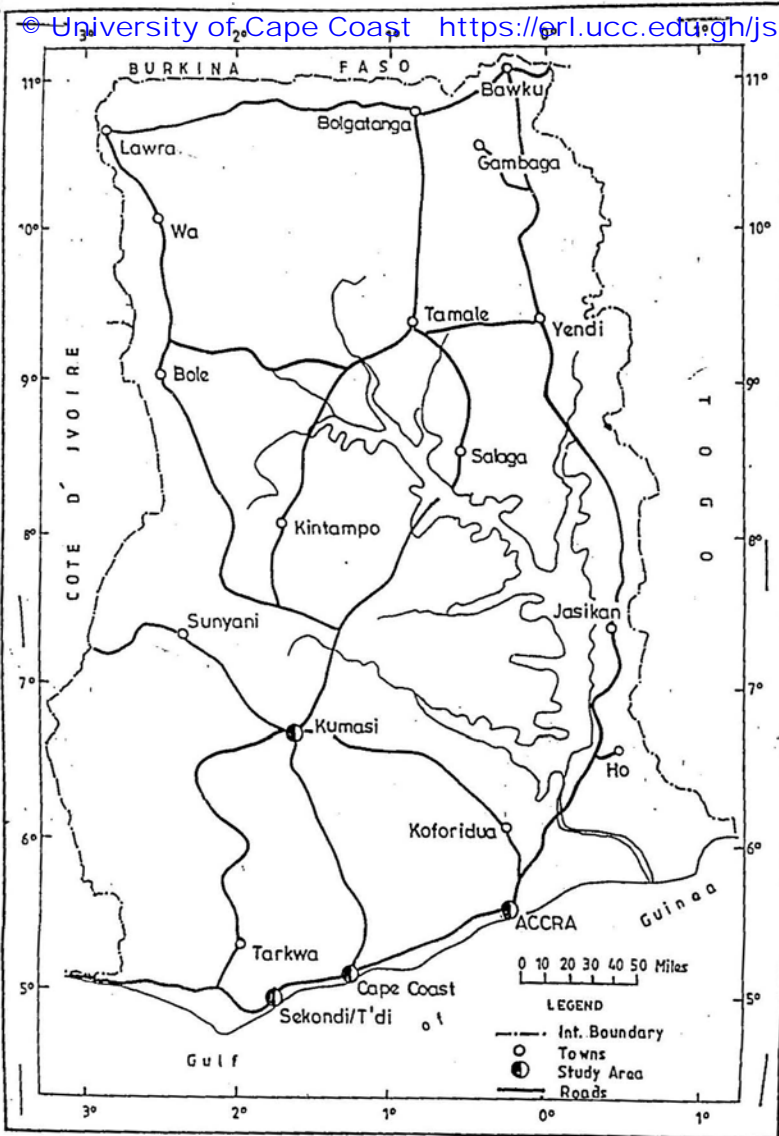 © University of Cape Coast https://erl.ucc.edu.gh/js
3° 2° 1° 0° 1°
11° BURKINA FASO 11°
Bawku
Bolgatanga
Lawra
Gambaga
10° Wa 10°
Tamale
Yendi
9° Bole 9°
COTE D' JVOIRE
TOGO
Salaga
8° Kintampo 8°
Jasikan
Sunyani
7° 7°
Kumasi
Ho
6° Koforidua 6°
ACCRA
Guinaa
Tarkwa
0 10 20 30 40 50 Miles
5° Cape Coast 5°
LEGEND
Sekondi/T'di
of
Int. Boundary
Gulf
Towns
Study Area
Roads
3° 2° 1° 0° 1°